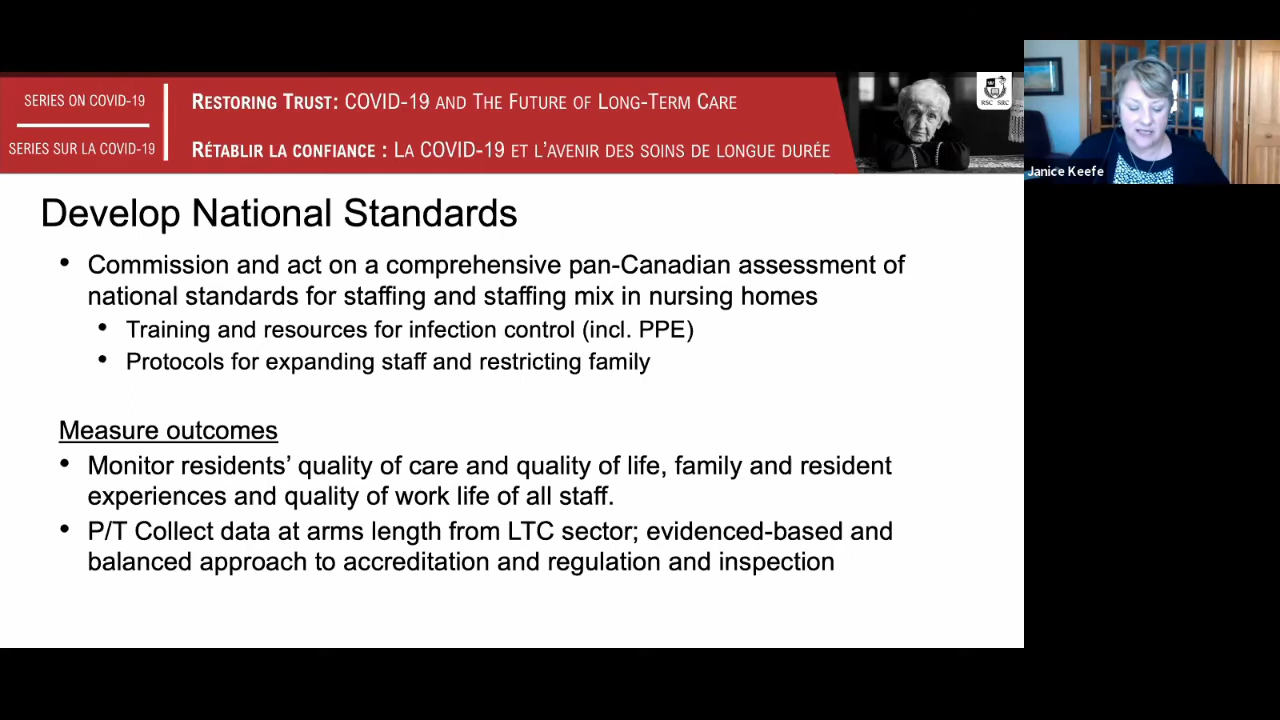 SERIES ON COVID-19
SERIES SUR LA COVID-19
RESTORING TRUST: COVID-19 AND THE FUTURE OF LONG-TERM CARE
RÉTABLIR LA CONFIANCE : LA COVID-19 ET L'AVENIR DES SOINS DE LONGUE DURÉE
RSC SRC
Janice Keefe
Develop National Standards
• Commission and act on a comprehensive pan-Canadian assessment of
national standards for staffing and staffing mix in nursing homes
• Training and resources for infection control (incl. PPE)
• Protocols for expanding staff and restricting family
Measure outcomes
• Monitor residents’ quality of care and quality of life, family and resident
experiences and quality of work life of all staff.
• P/T Collect data at arms length from LTC sector; evidenced-based and
balanced approach to accreditation and regulation and inspection